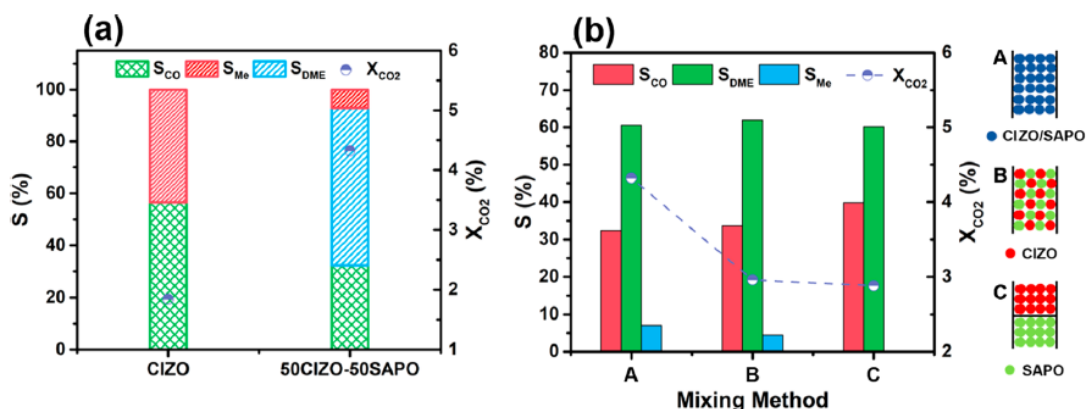 (a)
S_CO S_Me S_DME X_CO2
100
80
60
40
20
0
S (%)
6
5
4
3
2
1
X_CO2 (%)
CIZO 50CIZO-50SAPO
(b)
S_CO S_DME S_Me X_CO2
80
70
60
50
40
30
20
10
0
S (%)
6
5
4
3
2
X_CO2 (%)
A B C
Mixing Method
A
CIZO/SAPO
B
CIZO
C
SAPO